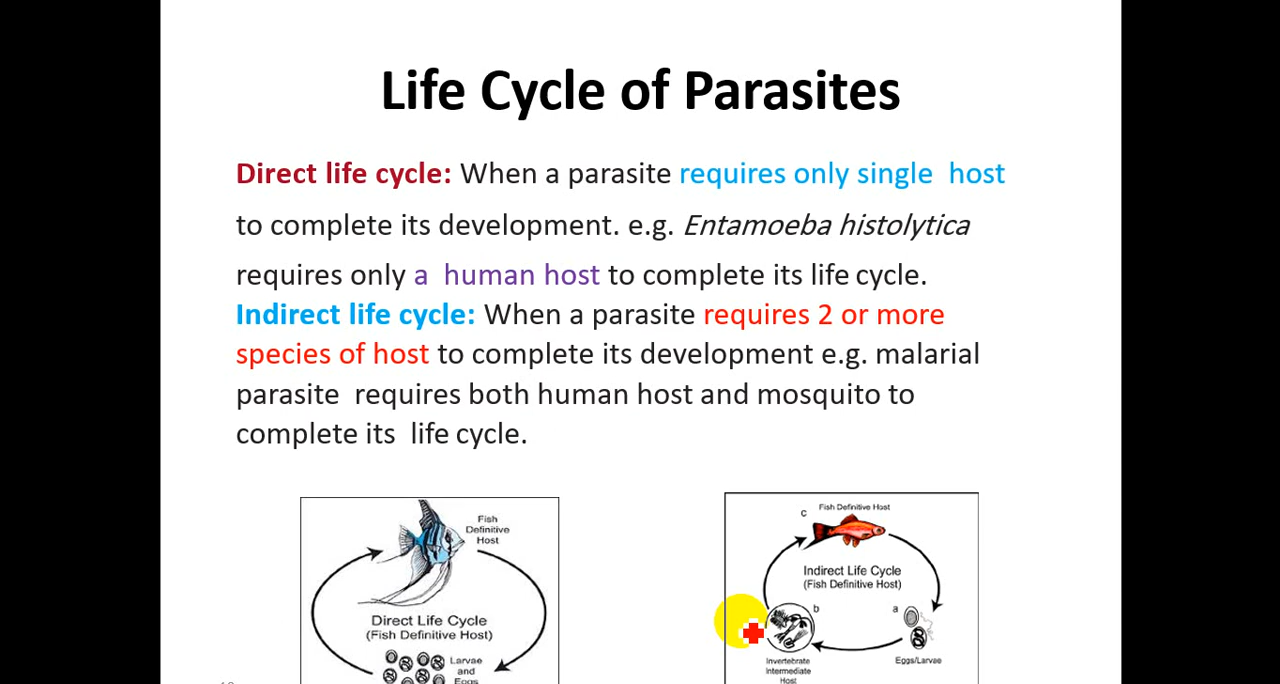 Life Cycle of Parasites
Direct life cycle: When a parasite requires only single host
to complete its development. e.g. Entamoeba histolytica
requires only a human host to complete its life cycle.
Indirect life cycle: When a parasite requires 2 or more
species of host to complete its development e.g. malarial
parasite requires both human host and mosquito to
complete its life cycle.
Fish
Definitive
Host
Direct Life Cycle
(Fish Definitive Host)
Larvae
and
Eggs
Fish Definitive Host
c
Indirect Life Cycle
(Fish Definitive Host)
b
a
Eggs/Larvae
Invertebrate
Intermediate
Host